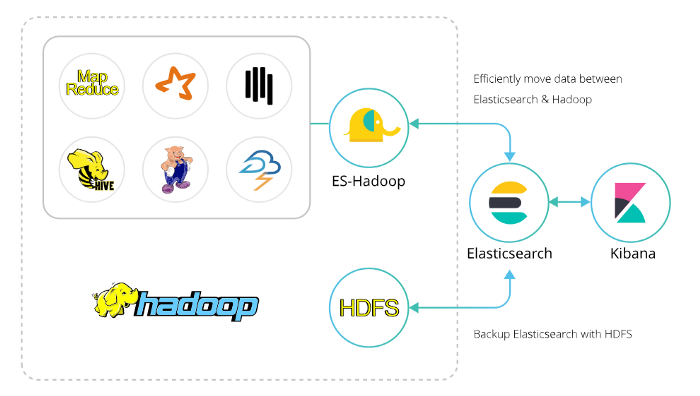 Map
Reduce
HIVE
ES-Hadoop
Efficiently move data between
Elasticsearch & Hadoop
Elasticsearch
Kibana
hadoop
HDFS
Backup Elasticsearch with HDFS